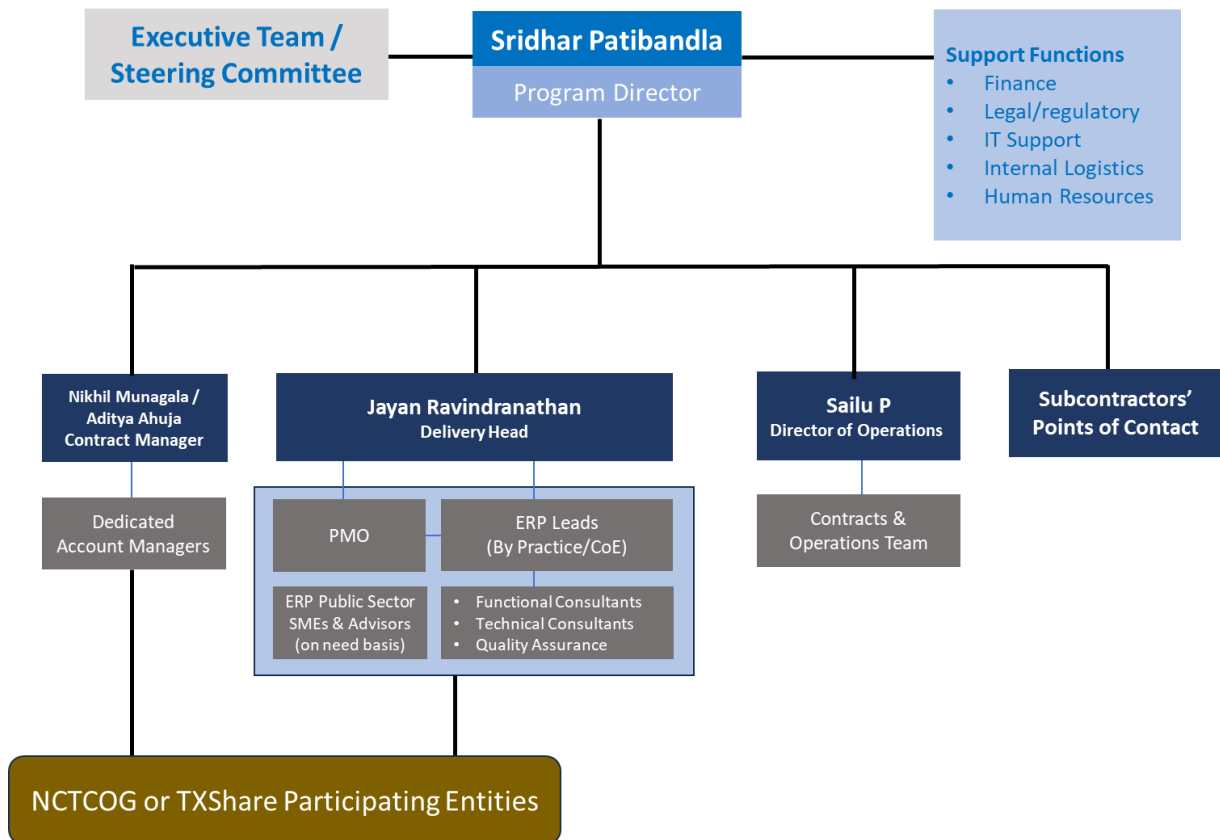 Executive Team /
Steering Committee
Sridhar Patibandla
Program Director
Support Functions
• Finance
• Legal/regulatory
• IT Support
• Internal Logistics
• Human Resources
Nikhil Munagala /
Aditya Ahuja
Contract Manager
Jayan Ravindranathan
Delivery Head
Sailu P
Director of Operations
Subcontractors’
Points of Contact
Dedicated
Account Managers
PMO
ERP Leads
(By Practice/CoE)
Contracts &
Operations Team
ERP Public Sector
SMEs & Advisors
(on need basis)
• Functional Consultants
• Technical Consultants
• Quality Assurance
NCTCOG or TXShare Participating Entities